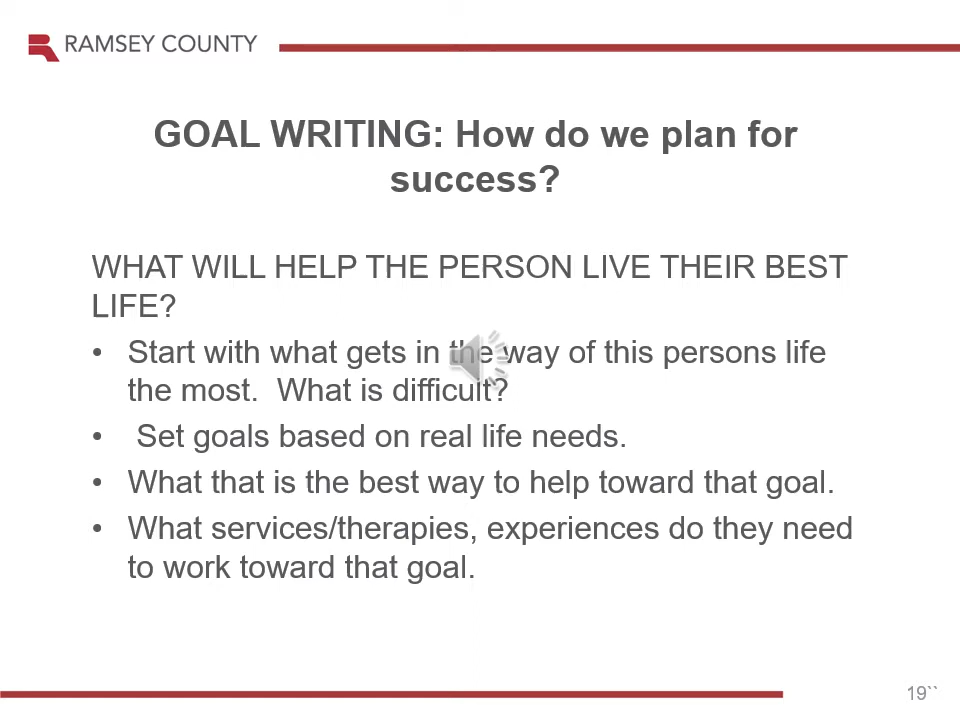 RAMSEY COUNTY
GOAL WRITING: How do we plan for
success?
WHAT WILL HELP THE PERSON LIVE THEIR BEST
LIFE?
• Start with what gets in the way of this persons life
the most.  What is difficult?
•  Set goals based on real life needs.
• What that is the best way to help toward that goal.
• What services/therapies, experiences do they need
to work toward that goal.
19``